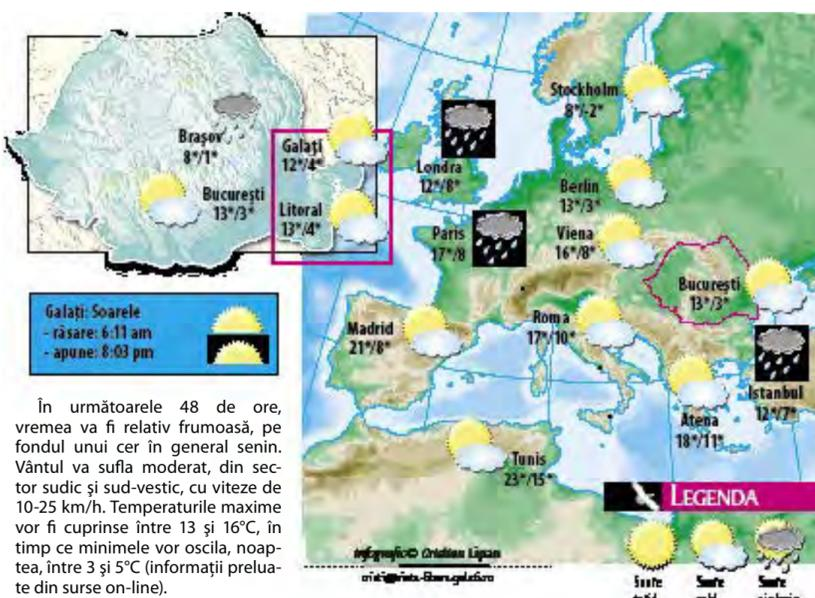 Brașov
8°/1°
București
13°/3°
Galați
12°/4°
Litoral
13°/4°
Galați: Soarele
- răsare: 6:11 am
- apune: 8:03 pm
În următoarele 48 de ore,
vremea va fi relativ frumoasă, pe
fondul unui cer în general senin.
Vântul va sufla moderat, din sec-
tor sudic şi sud-vestic, cu viteze de
10-25 km/h. Temperaturile maxime
vor fi cuprinse între 13 şi 16°C, în
timp ce minimele vor oscila, noap-
tea, între 3 şi 5°C (informaţii prelua-
te din surse on-line).
Stockholm
8°/-2°
Londra
12°/8°
Berlin
13°/3°
Paris
17°/8
Viena
16°/8°
București
13°/3°
Madrid
21°/8°
Roma
17°/10°
Istanbul
12°/7°
Atena
18°/11°
Tunis
23°/15°
LEGENDA
Infografic© Cristian Lipan
Soare
Soare
Soare